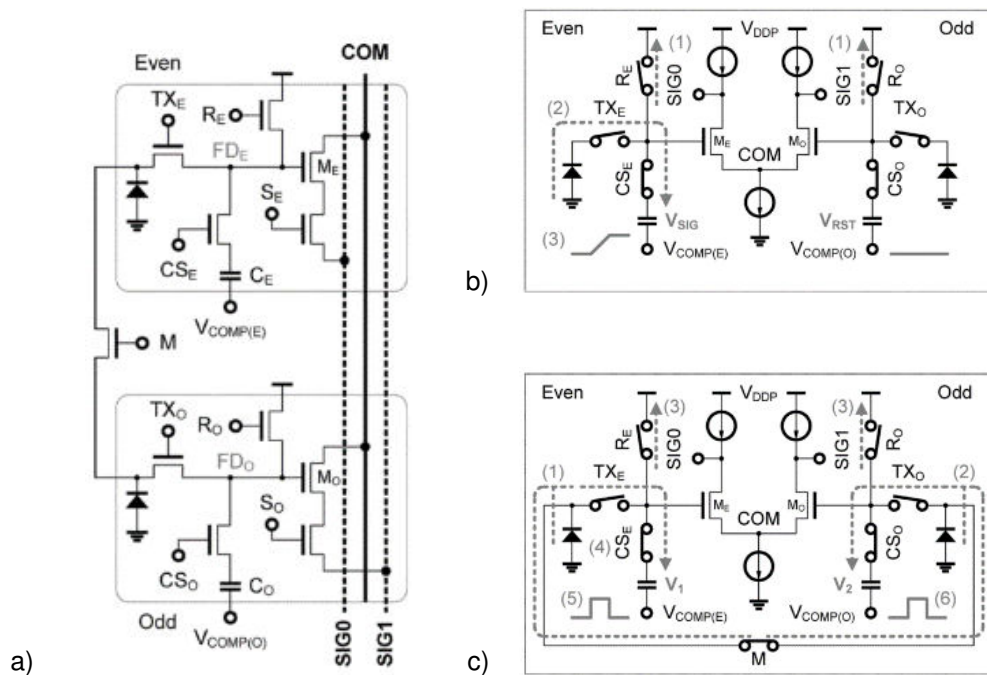 COM
Even
TX_E
R_E
FD_E
M_E
S_E
CS_E
C_E
V_COMP(E)
M
TX_O
R_O
FD_O
M_O
S_O
CS_O
C_O
V_COMP(O)
Odd
SIG0
SIG1
a)
Even
V_DDP
Odd
(1)
(1)
R_E
SIG0
SIG1
R_O
(2)
TX_E
TX_O
M_E
M_O
COM
CS_E
CS_O
V_SIG
V_RST
(3)
V_COMP(E)
V_COMP(O)
b)
Even
V_DDP
Odd
(3)
(3)
R_E
SIG0
SIG1
R_O
(1)
TX_E
TX_O
(2)
M_E
M_O
COM
(4)
CS_E
CS_O
V_1
V_2
(5)
V_COMP(E)
V_COMP(O)
(6)
M
c)